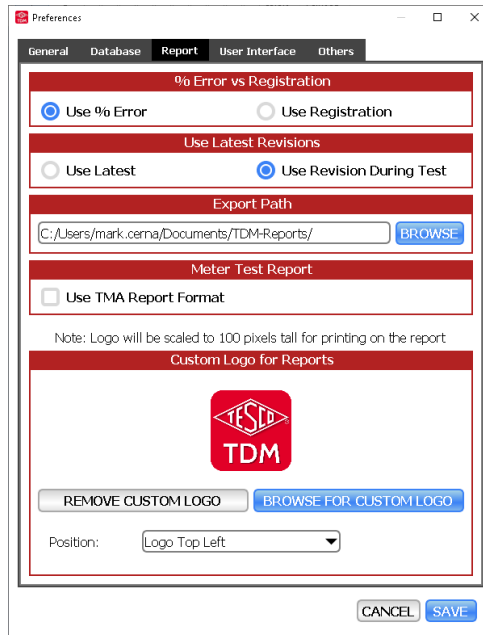 Preferences
General Database Report User Interface Others
% Error vs Registration
Use % Error Use Registration
Use Latest Revisions
Use Latest Use Revision During Test
Export Path
C:/Users/mark.cerna/Documents/TDM-Reports/ BROWSE
Meter Test Report
Use TMA Report Format
Note: Logo will be scaled to 100 pixels tall for printing on the report
Custom Logo for Reports
TESCO
TDM
REMOVE CUSTOM LOGO BROWSE FOR CUSTOM LOGO
Position: Logo Top Left
CANCEL SAVE